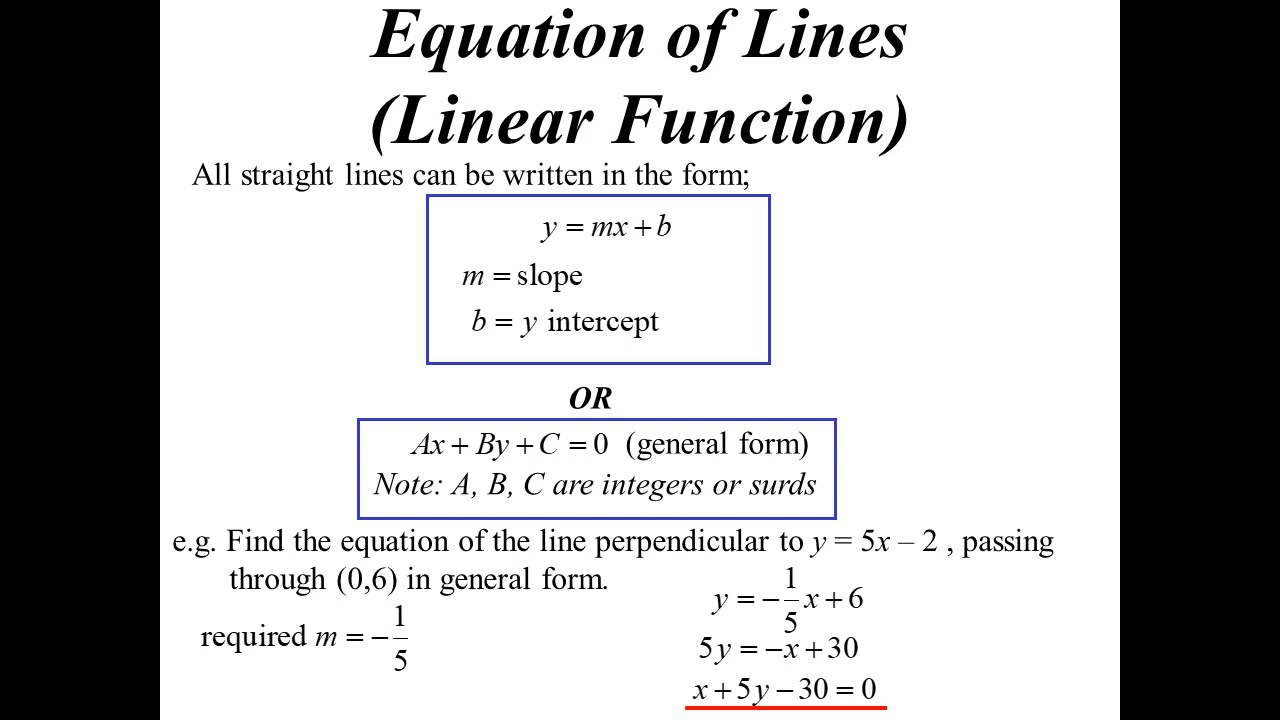 Equation of Lines
(Linear Function)
All straight lines can be written in the form;
y = mx + b
m = slope
b = y intercept
OR
Ax + By + C = 0 (general form)
Note: A, B, C are integers or surds
e.g. Find the equation of the line perpendicular to y = 5x – 2 , passing
through (0,6) in general form.
required m = −1/5
y = −1/5 x + 6
5y = −x + 30
x + 5y − 30 = 0